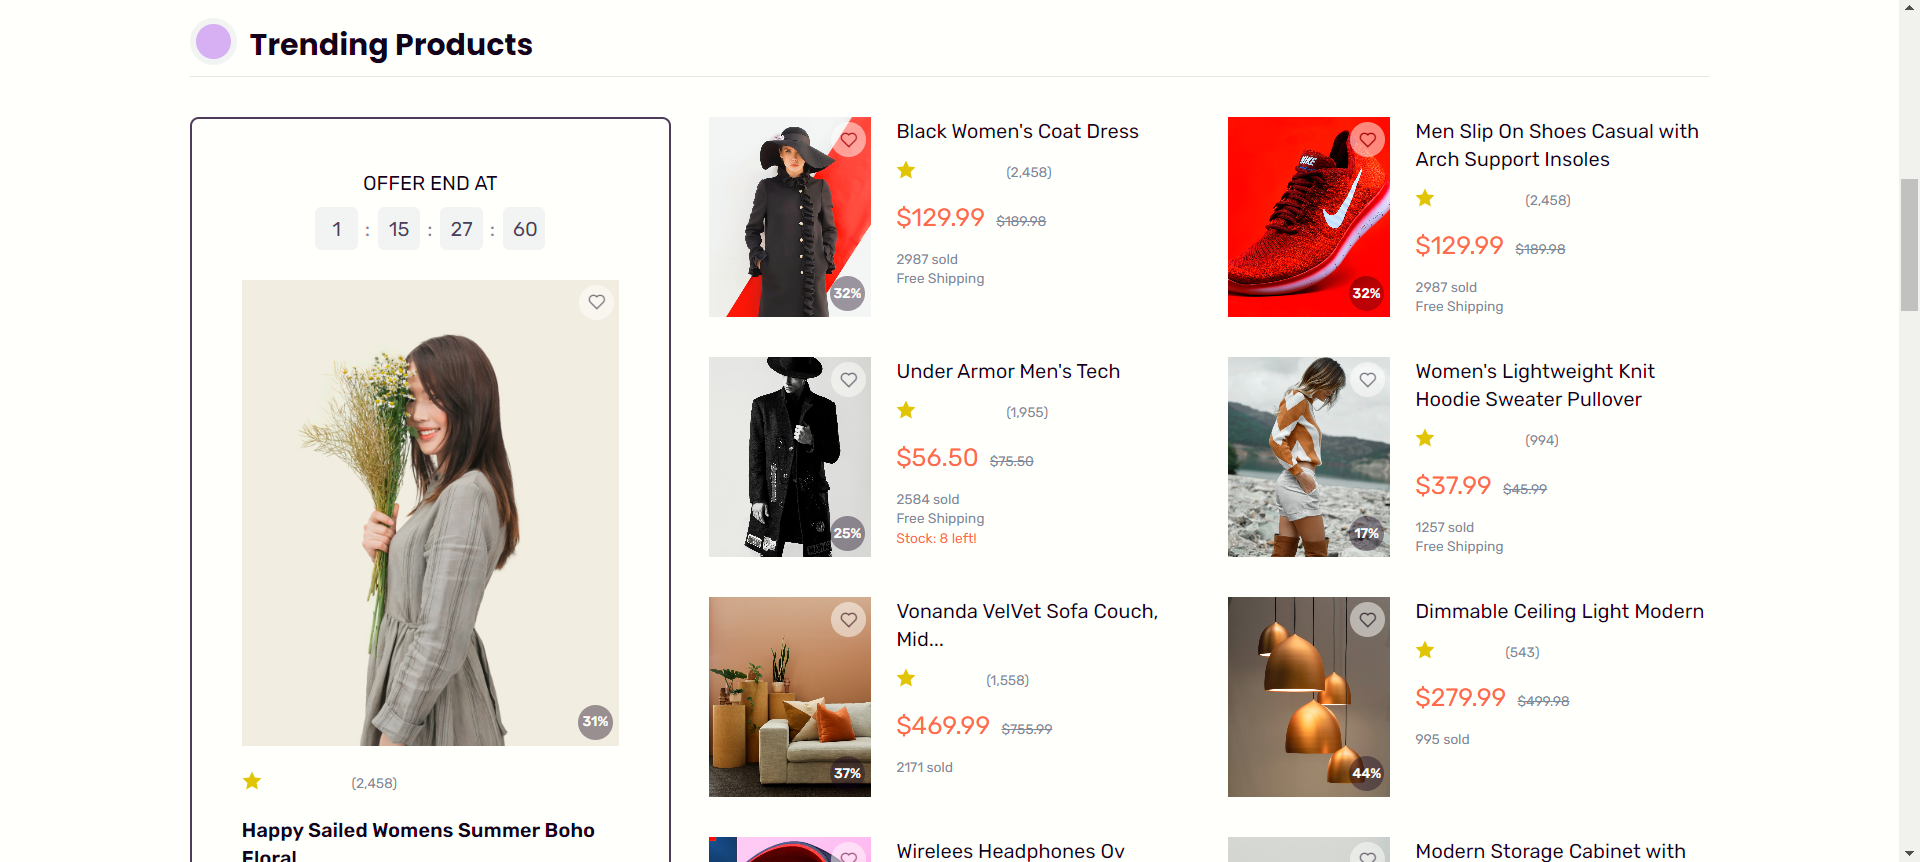 Trending Products
OFFER END AT
1 : 15 : 27 : 60
31%
(2,458)
Happy Sailed Womens Summer Boho
Floral
32%
Black Women's Coat Dress
(2,458)
$129.99 $189.98
2987 sold
Free Shipping
NIKE
32%
Men Slip On Shoes Casual with
Arch Support Insoles
(2,458)
$129.99 $189.98
2987 sold
Free Shipping
25%
Under Armor Men's Tech
(1,955)
$56.50 $75.50
2584 sold
Free Shipping
Stock: 8 left!
17%
Women's Lightweight Knit
Hoodie Sweater Pullover
(994)
$37.99 $45.99
1257 sold
Free Shipping
37%
Vonanda VelVet Sofa Couch,
Mid...
(1,558)
$469.99 $755.99
2171 sold
44%
Dimmable Ceiling Light Modern
(543)
$279.99 $499.98
995 sold
Wirelees Headphones Ov
Modern Storage Cabinet with